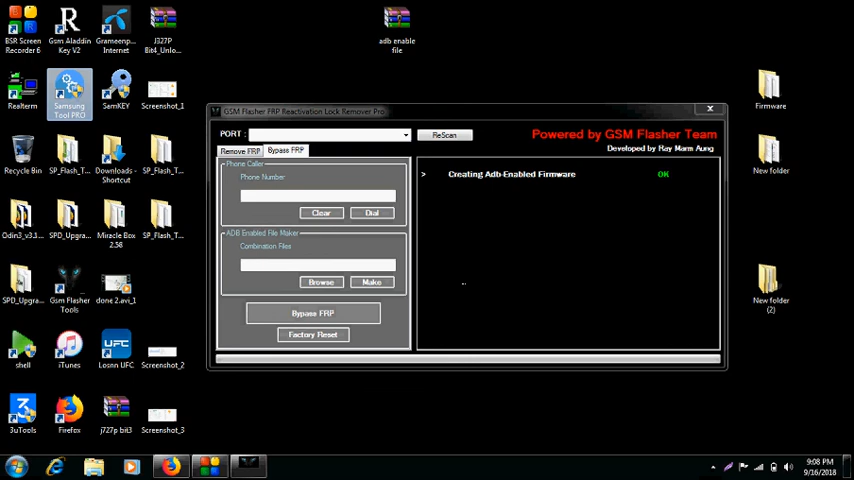 BSR Screen
Recorder 6
Gsm Aladdin
Key V2
Grameenp...
Internet
J327P
Bit4_Unlo...
adb enable
file
Realterm
Samsung
Tool PRO
SamKEY
Screenshot_1
Firmware
Recycle Bin
SP_Flash_T...
Downloads -
Shortcut
SP_Flash_T...
New folder
Odin3_v3.1...
SPD_Upgra...
Miracle Box
2.58
SP_Flash_T...
SPD_Upgra...
Gsm Flasher
Tools
done 2.avi_1
New folder
(2)
shell
iTunes
UFC
Losnn UFC
Screenshot_2
3uTools
Firefox
j727p bit3
Screenshot_3
GSM Flasher FRP Reactivation Lock Remover Pro
PORT :
ReScan
Powered by GSM Flasher Team
Developed by Ray Marm Aung
Remove FRP
Bypass FRP
Phone Caller
Phone Number
Clear
Dial
ADB Enabled File Maker
Combination Files
Browse
Make
Bypass FRP
Factory Reset
> Creating Adb-Enabled Firmware OK
..
9:08 PM
9/16/2018